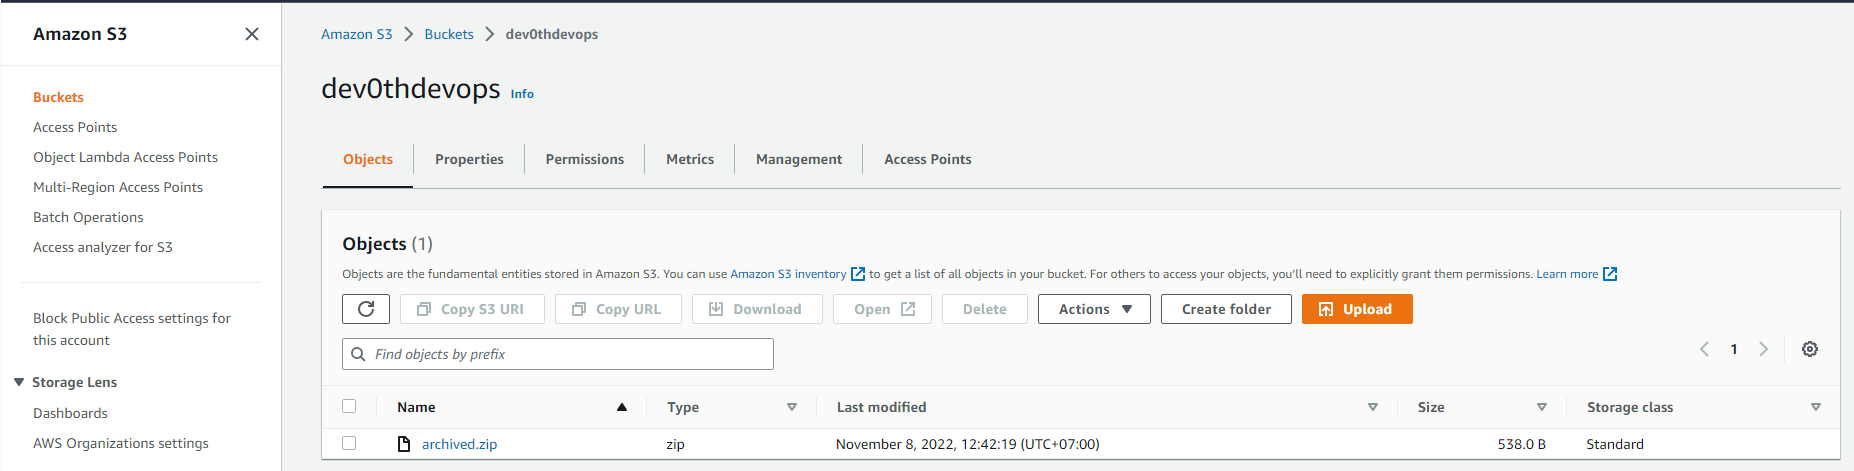 Amazon S3
Buckets
Access Points
Object Lambda Access Points
Multi-Region Access Points
Batch Operations
Access analyzer for S3
Block Public Access settings for
this account
Storage Lens
Dashboards
AWS Organizations settings
Amazon S3 > Buckets > dev0thdevops
dev0thdevops Info
Objects Properties Permissions Metrics Management Access Points
Objects (1)
Objects are the fundamental entities stored in Amazon S3. You can use Amazon S3 inventory to get a list of all objects in your bucket. For others to access your objects, you'll need to explicitly grant them permissions. Learn more
Copy S3 URI Copy URL Download Open Delete Actions Create folder Upload
Find objects by prefix
1
Name Type Last modified Size Storage class
archived.zip zip November 8, 2022, 12:42:19 (UTC+07:00) 538.0 B Standard